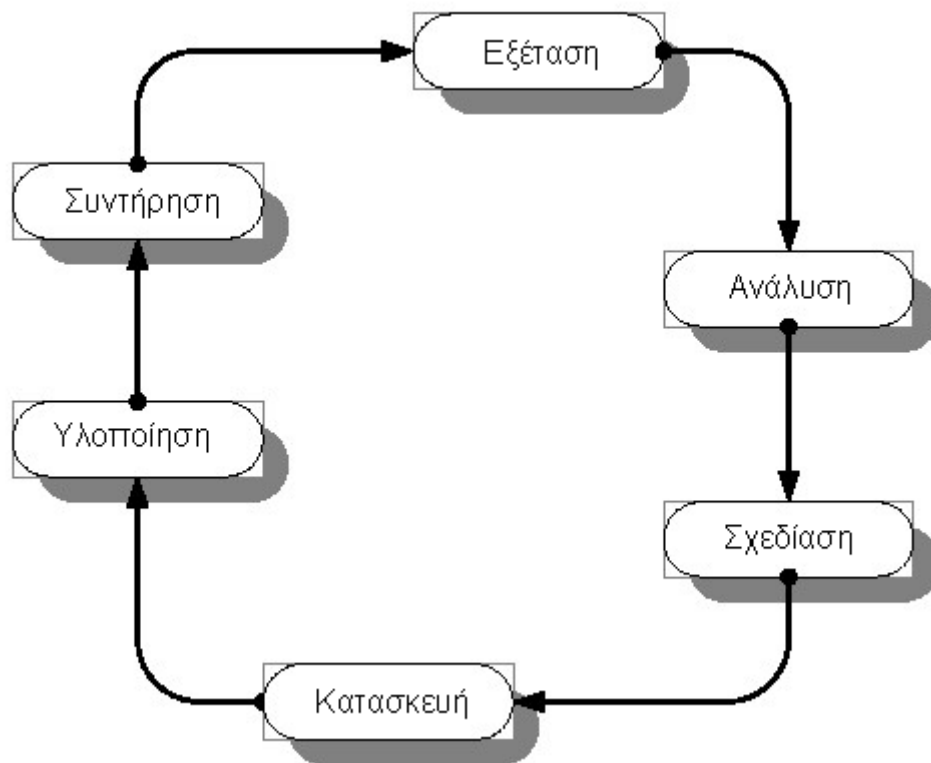 Εξέταση
Ανάλυση
Σχεδίαση
Κατασκευή
Υλοποίηση
Συντήρηση